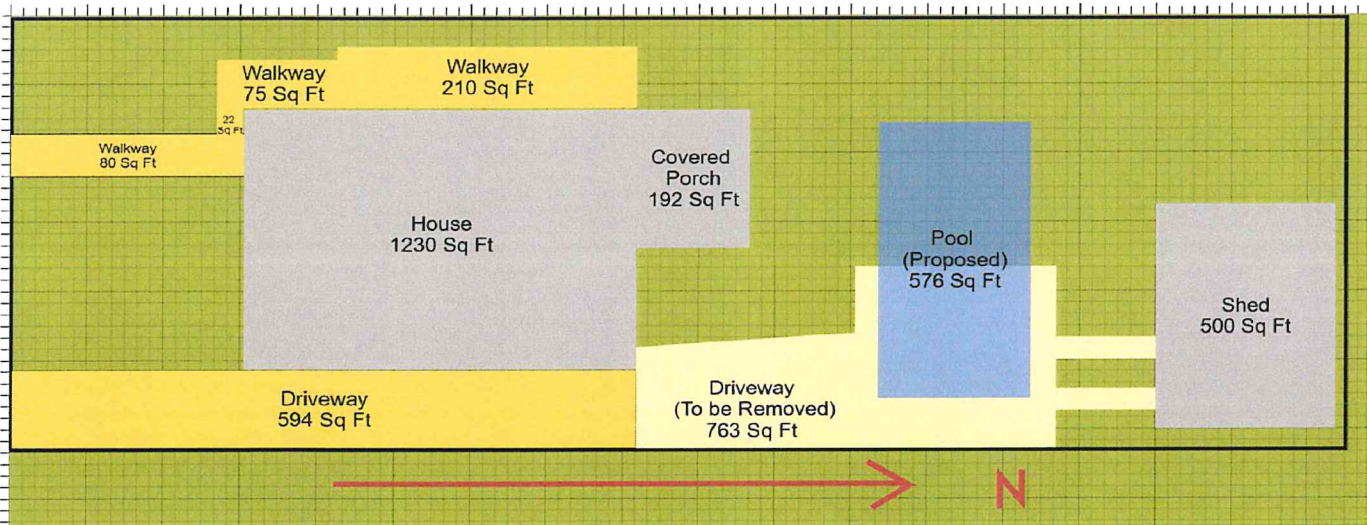 Walkway
75 Sq Ft
Walkway
210 Sq Ft
22
Sq Ft
Walkway
80 Sq Ft
House
1230 Sq Ft
Covered
Porch
192 Sq Ft
Pool
(Proposed)
576 Sq Ft
Shed
500 Sq Ft
Driveway
594 Sq Ft
Driveway
(To be Removed)
763 Sq Ft
N